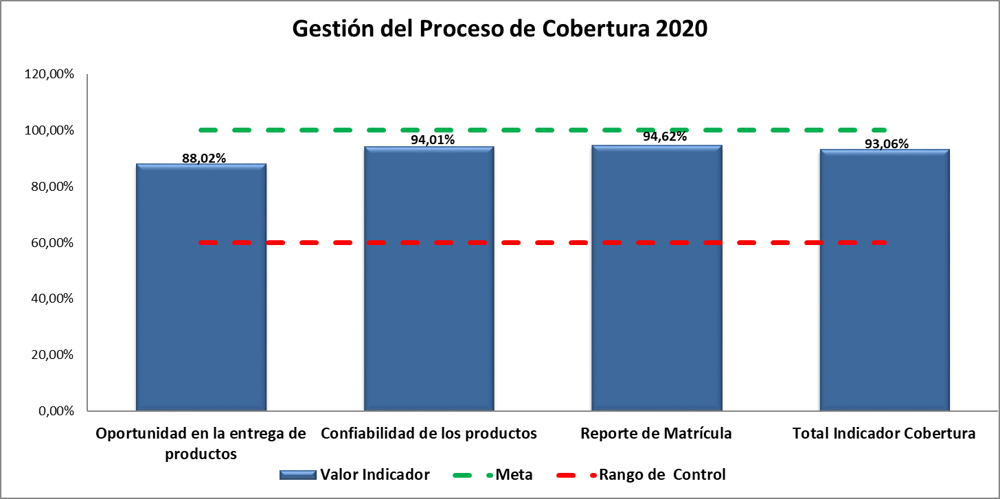 Gestión del Proceso de Cobertura 2020
120,00%
100,00%
80,00%
60,00%
40,00%
20,00%
0,00%
88,02%
94,01%
94,62%
93,06%
Oportunidad en la entrega de
productos
Confiabilidad de los productos
Reporte de Matrícula
Total Indicador Cobertura
Valor Indicador
Meta
Rango de Control